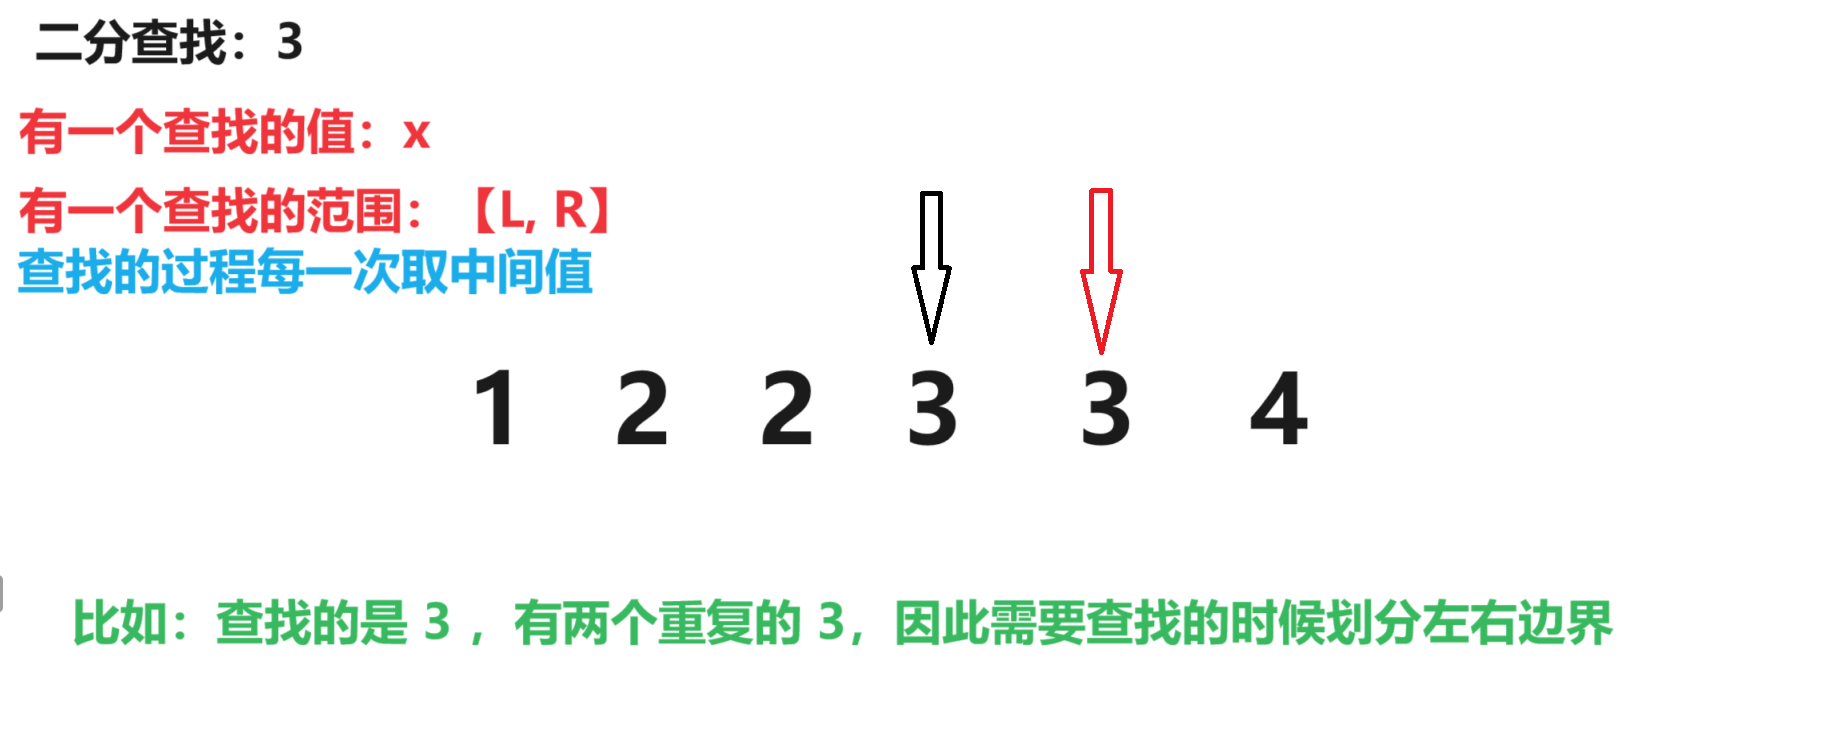 二分查找：3
有一个查找的值：x
有一个查找的范围：【L, R】
查找的过程每一次取中间值
1 2 2 3 3 4
比如：查找的是 3 ，有两个重复的 3，因此需要查找的时候划分左右边界